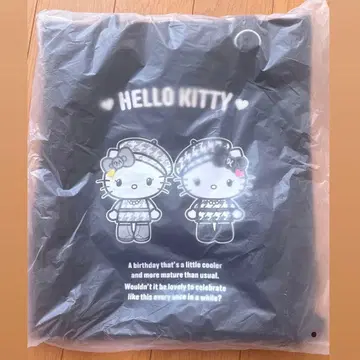 HELLO KITTY
A birthday that's a little cooler
and more mature than usual.
Wouldn't it be lovely to celebrate
like this every once in a while?